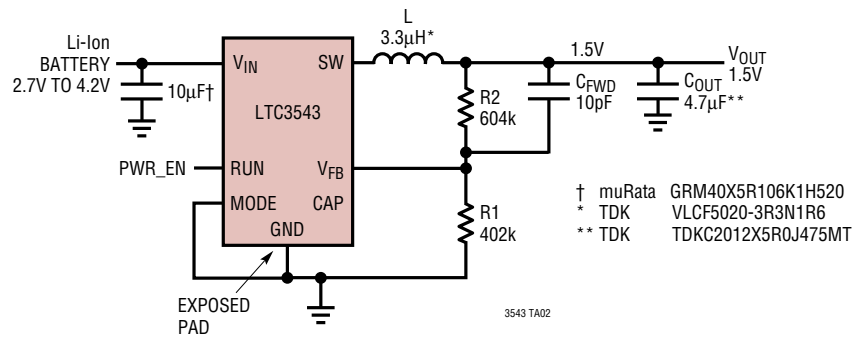 L
3.3µH*
Li-Ion
BATTERY
2.7V TO 4.2V
10µF†
VIN
SW
LTC3543
RUN
VFB
MODE
CAP
GND
PWR_EN
R2
604k
1.5V
CFWD
10pF
VOUT
1.5V
COUT
4.7µF**
R1
402k
† muRata GRM40X5R106K1H520
* TDK VLCF5020-3R3N1R6
** TDK TDKC2012X5R0J475MT
EXPOSED
PAD
3543 TA02